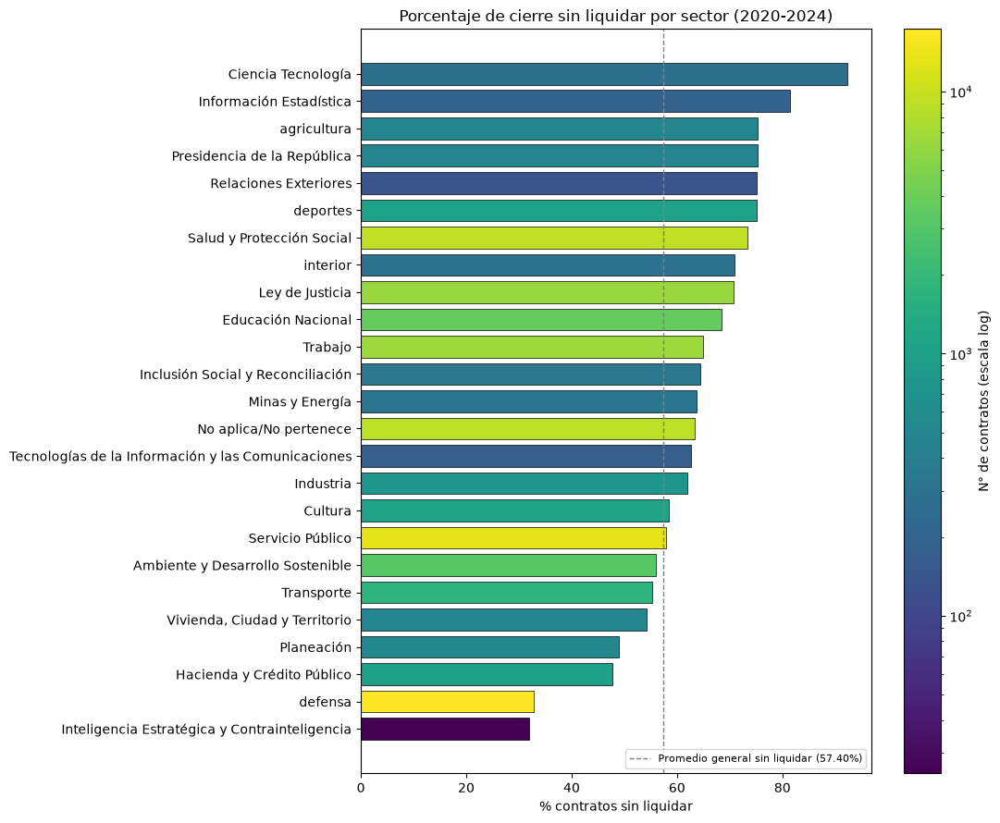 Porcentaje de cierre sin liquidar por sector (2020-2024)
Ciencia Tecnología
Información Estadística
agricultura
Presidencia de la República
Relaciones Exteriores
deportes
Salud y Protección Social
interior
Ley de Justicia
Educación Nacional
Trabajo
Inclusión Social y Reconciliación
Minas y Energía
No aplica/No pertenece
Tecnologías de la Información y las Comunicaciones
Industria
Cultura
Servicio Público
Ambiente y Desarrollo Sostenible
Transporte
Vivienda, Ciudad y Territorio
Planeación
Hacienda y Crédito Público
defensa
Inteligencia Estratégica y Contrainteligencia
Promedio general sin liquidar (57.40%)
0 20 40 60 80
% contratos sin liquidar
10⁴
10³
10²
N° de contratos (escala log)